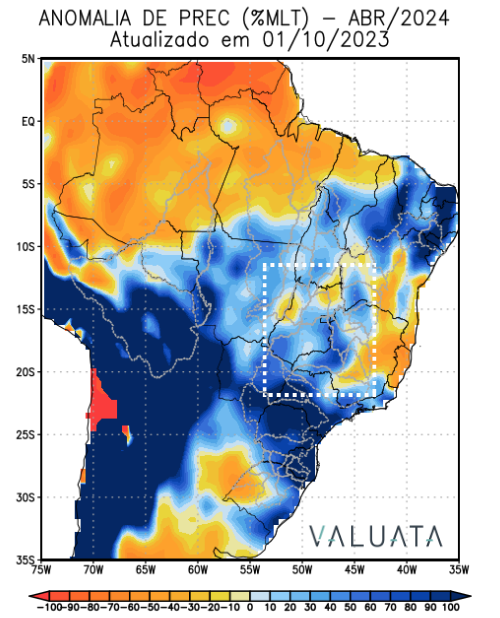 ANOMALIA DE PREC (%MLT) – ABR/2024
Atualizado em 01/10/2023
5N
EQ
5S
10S
15S
20S
25S
30S
35S
VALUATA
75W 70W 65W 60W 55W 50W 45W 40W 35W
-100 -90 -80 -70 -60 -50 -40 -30 -20 -10 0 10 20 30 40 50 60 70 80 90 100